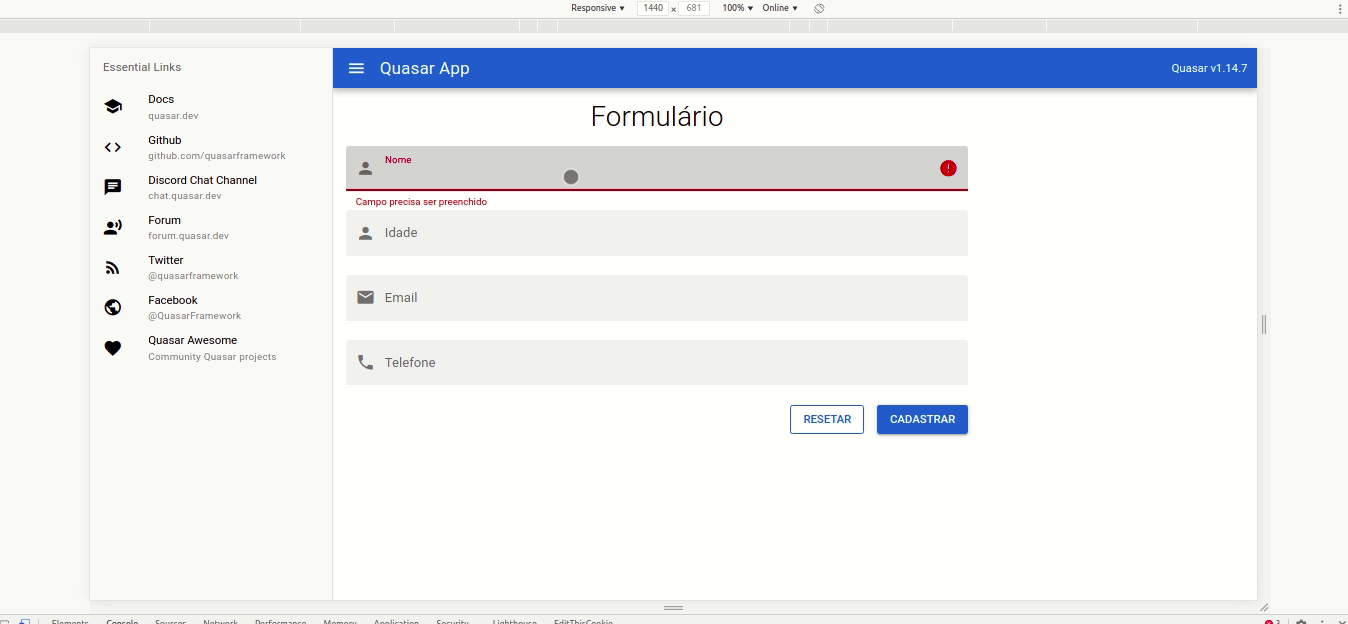 Responsive ▾ 1440 x 681 100% ▾ Online ▾
Essential Links
Docs
quasar.dev
Github
github.com/quasarframework
Discord Chat Channel
chat.quasar.dev
Forum
forum.quasar.dev
Twitter
@quasarframework
Facebook
@QuasarFramework
Quasar Awesome
Community Quasar projects
Quasar App
Quasar v1.14.7
Formulário
Nome
Campo precisa ser preenchido
Idade
Email
Telefone
RESETAR CADASTRAR
Elements Console Sources Network Performance Memory Application Security Lighthouse EditThisCookie 3